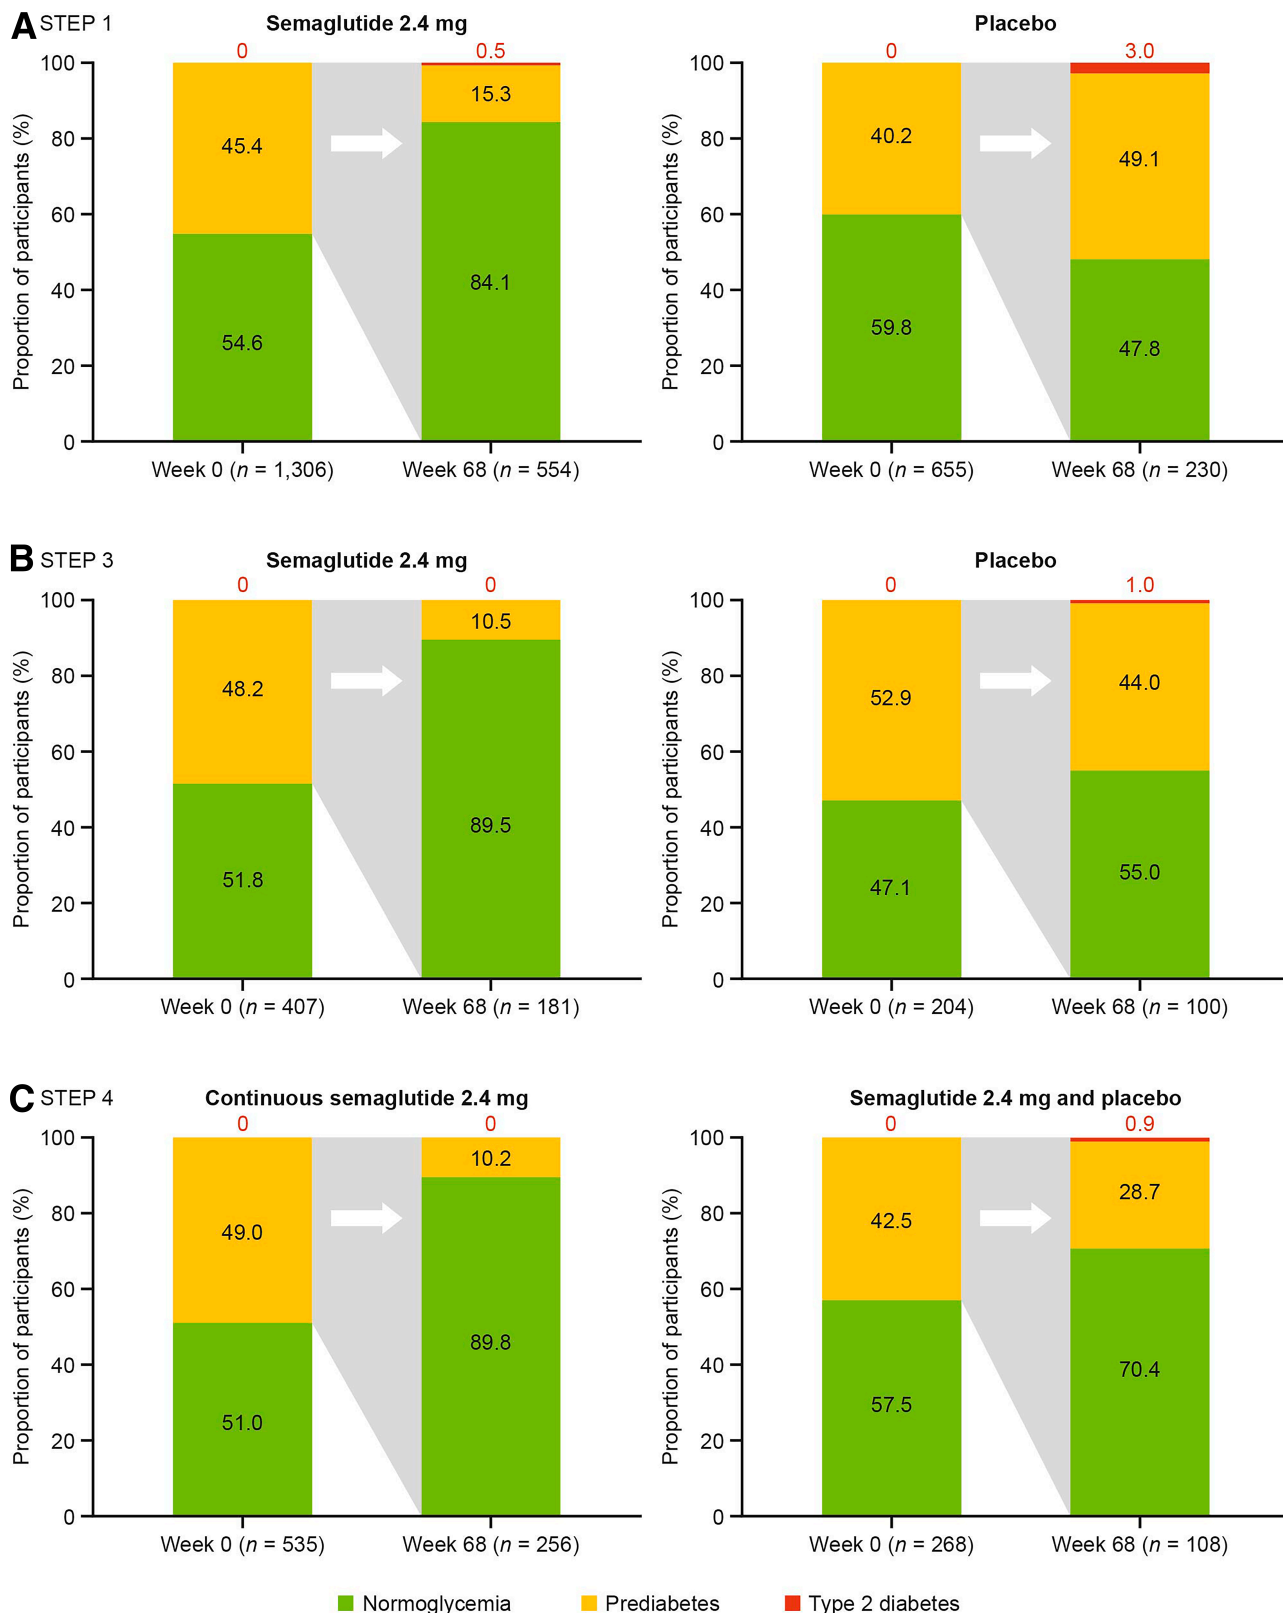 A STEP 1
Semaglutide 2.4 mg
Placebo
0
0.5
0
3.0
100
80
60
40
20
0
Proportion of participants (%)
45.4
54.6
15.3
84.1
Week 0 (n = 1,306)
Week 68 (n = 554)
100
80
60
40
20
0
Proportion of participants (%)
40.2
59.8
49.1
47.8
Week 0 (n = 655)
Week 68 (n = 230)
B STEP 3
Semaglutide 2.4 mg
Placebo
0
0
0
1.0
100
80
60
40
20
0
Proportion of participants (%)
48.2
51.8
10.5
89.5
Week 0 (n = 407)
Week 68 (n = 181)
100
80
60
40
20
0
Proportion of participants (%)
52.9
47.1
44.0
55.0
Week 0 (n = 204)
Week 68 (n = 100)
C STEP 4
Continuous semaglutide 2.4 mg
Semaglutide 2.4 mg and placebo
0
0
0
0.9
100
80
60
40
20
0
Proportion of participants (%)
49.0
51.0
10.2
89.8
Week 0 (n = 535)
Week 68 (n = 256)
100
80
60
40
20
0
Proportion of participants (%)
42.5
57.5
28.7
70.4
Week 0 (n = 268)
Week 68 (n = 108)
Normoglycemia
Prediabetes
Type 2 diabetes